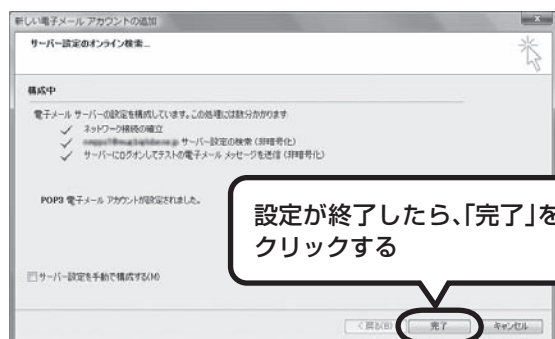 新しい電子メール アカウントの追加
サーバー設定のオンライン検索...
構成中
電子メール サーバーの設定を構成しています。この処理には数分かかります
✓ ネットワーク接続の確立
✓ サーバー設定の検索 (非暗号化)
✓ サーバーにログオンしてテストの電子メール メッセージを送信 (非暗号化)
POP3 電子メール アカウントが設定されました。
設定が終了したら、「完了」を
クリックする
サーバー設定を手動で構成する(M)
< 戻る(B) 完了 キャンセル